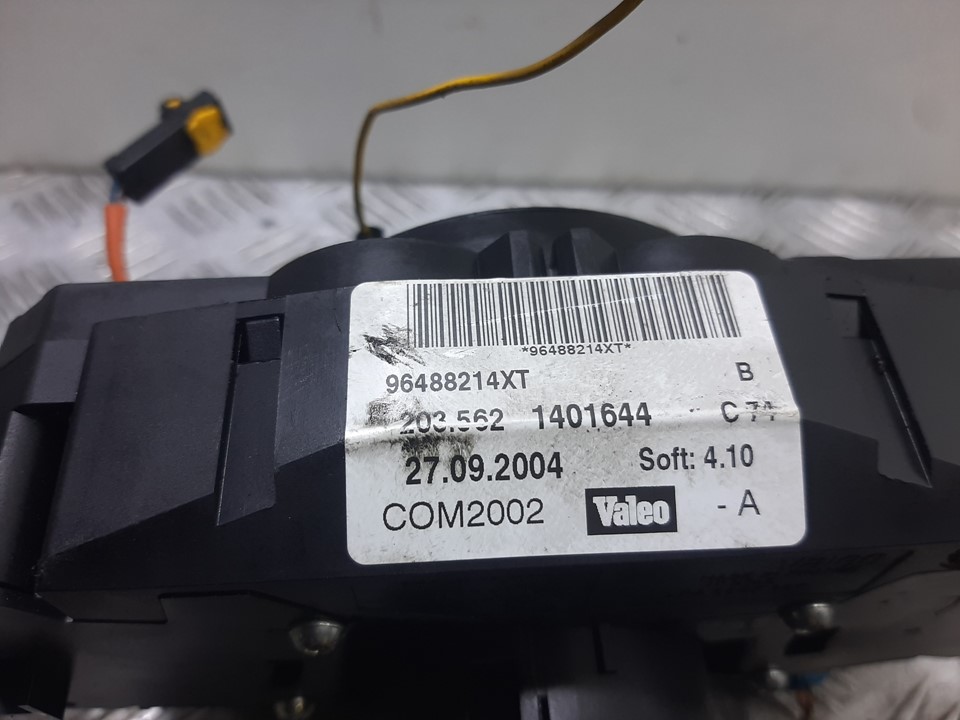 *96488214XT*
96488214XT B
203.562 1401644 C
27.09.2004 Soft: 4.10
COM2002 Valeo - A